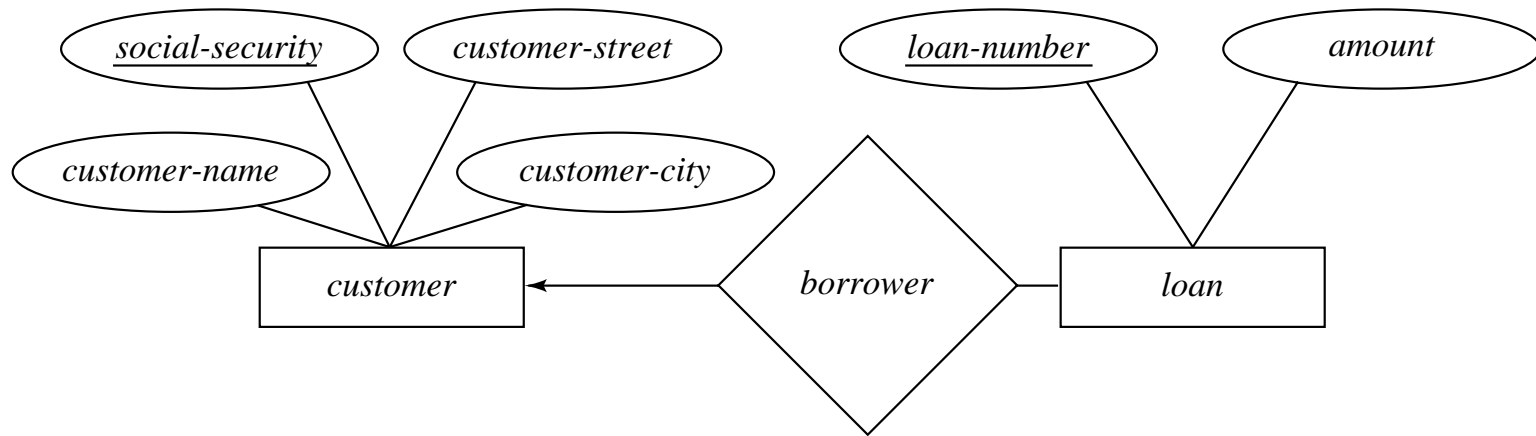 social-security
customer-street
loan-number
amount
customer-name
customer-city
customer
borrower
loan